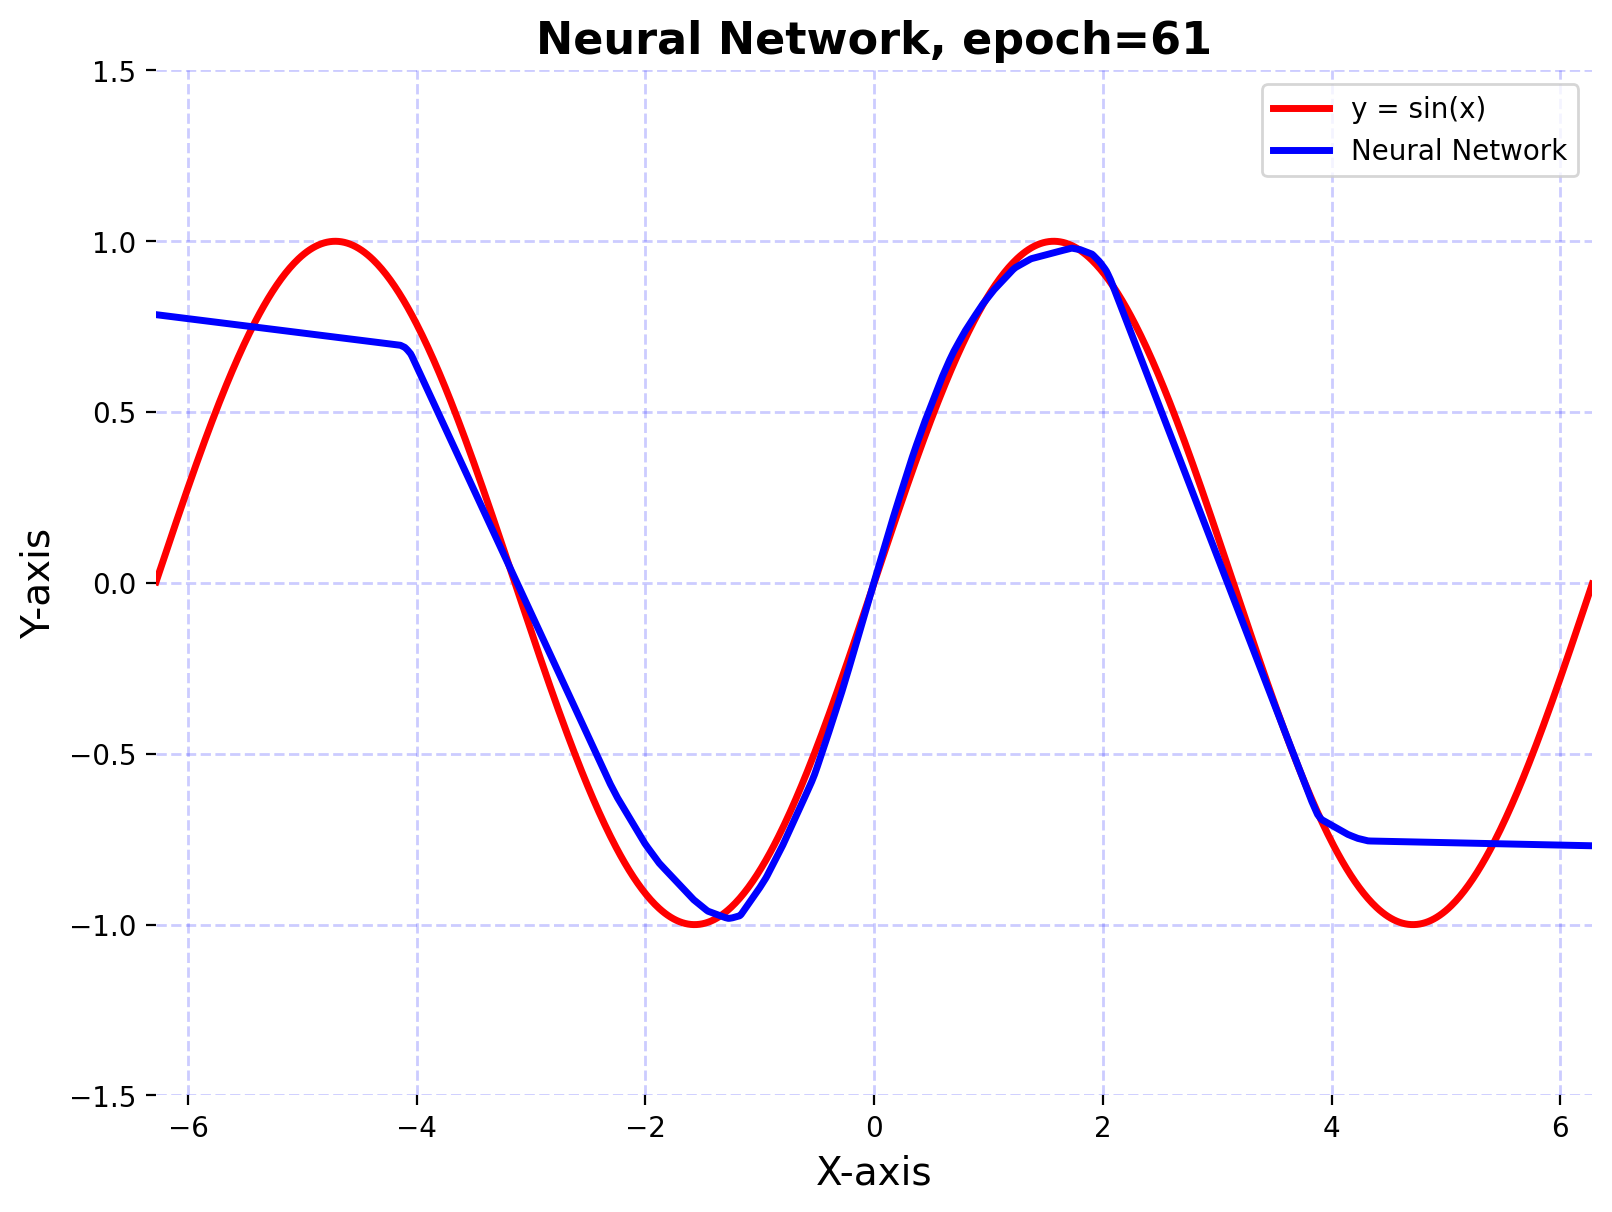 Neural Network, epoch=61
y = sin(x)
Neural Network
1.5
1.0
0.5
0.0
−0.5
−1.0
−1.5
Y-axis
−6 −4 −2 0 2 4 6
X-axis